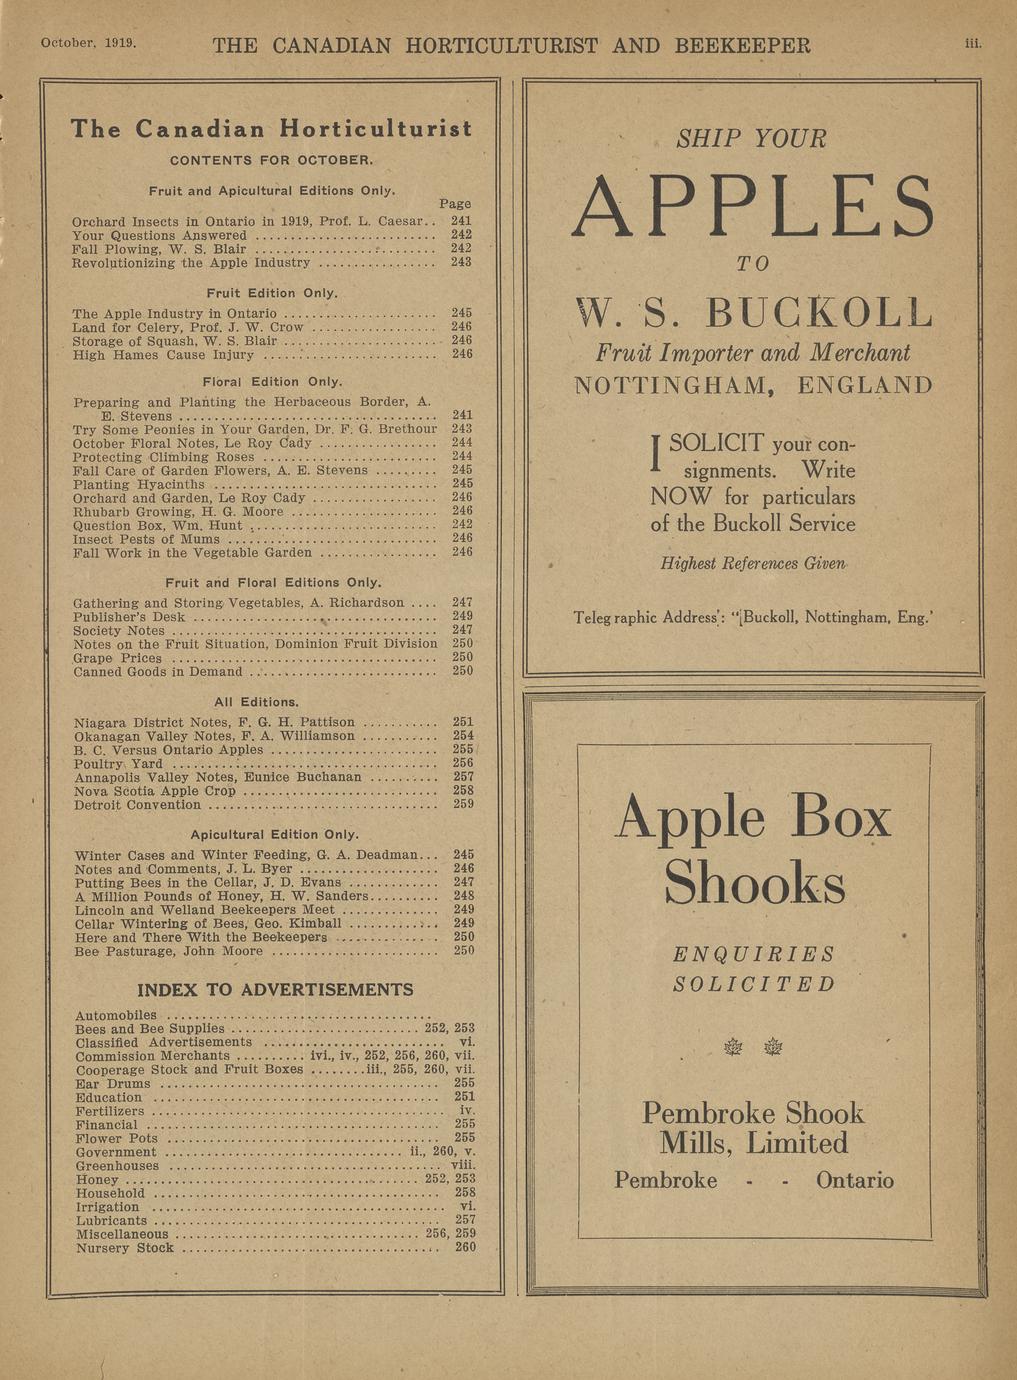 October, 1919. THE CANADIAN HORTICULTURIST AND BEEKEEPER iii.
The Canadian Horticulturist
CONTENTS FOR OCTOBER.
Fruit and Apicultural Editions Only.
Page
Orchard Insects in Ontario in 1919, Prof. L. Caesar.. 241
Your Questions Answered .......................... 242
Fall Plowing, W. S. Blair .......................... 242
Revolutionizing the Apple Industry ................. 243
Fruit Edition Only.
The Apple Industry in Ontario ...................... 245
Land for Celery, Prof. J. W. Crow .................. 246
Storage of Squash, W. S. Blair ...................... 246
High Hames Cause Injury ......................... 246
Floral Edition Only.
Preparing and Planting the Herbaceous Border, A.
E. Stevens ..................................... 241
Try Some Peonies in Your Garden, Dr. F. G. Brethour 243
October Floral Notes, Le Roy Cady ................. 244
Protecting Climbing Roses ......................... 244
Fall Care of Garden Flowers, A. E. Stevens ......... 245
Planting Hyacinths ................................ 245
Orchard and Garden, Le Roy Cady .................. 246
Rhubarb Growing, H. G. Moore ..................... 246
Question Box, Wm. Hunt ........................... 242
Insect Pests of Mums .............................. 246
Fall Work in the Vegetable Garden ................. 246
Fruit and Floral Editions Only.
Gathering and Storing Vegetables, A. Richardson .... 247
Publisher's Desk ................................... 249
Society Notes ...................................... 247
Notes on the Fruit Situation, Dominion Fruit Division 250
Grape Prices ...................................... 250
Canned Goods in Demand ........................... 250
All Editions.
Niagara District Notes, F. G. H. Pattison ........... 251
Okanagan Valley Notes, F. A. Williamson ........... 254
B. C. Versus Ontario Apples ........................ 255
Poultry Yard ...................................... 256
Annapolis Valley Notes, Eunice Buchanan .......... 257
Nova Scotia Apple Crop ............................ 258
Detroit Convention ................................. 259
Apicultural Edition Only.
Winter Cases and Winter Feeding, G. A. Deadman... 245
Notes and Comments, J. L. Byer .................... 246
Putting Bees in the Cellar, J. D. Evans ............. 247
A Million Pounds of Honey, H. W. Sanders.......... 248
Lincoln and Welland Beekeepers Meet .............. 249
Cellar Wintering of Bees, Geo. Kimball ............. 249
Here and There With the Beekeepers ............... 250
Bee Pasturage, John Moore ........................ 250
INDEX TO ADVERTISEMENTS
Automobiles ......................................
Bees and Bee Supplies ........................... 252, 253
Classified Advertisements .......................... vi.
Commission Merchants .......... ivi., iv., 252, 256, 260, vii.
Cooperage Stock and Fruit Boxes ........iii., 255, 260, vii.
Ear Drums ........................................ 255
Education ......................................... 251
Fertilizers .......................................... iv.
Financial .......................................... 255
Flower Pots ....................................... 255
Government .................................. ii., 260, v.
Greenhouses ....................................... viii.
Honey .......................................... 252, 253
Household ......................................... 258
Irrigation .......................................... vi.
Lubricants ......................................... 257
Miscellaneous ................................... 256, 259
Nursery Stock ..................................... 260
SHIP YOUR
APPLES
TO
W. S. BUCKOLL
Fruit Importer and Merchant
NOTTINGHAM, ENGLAND
I SOLICIT your con-
signments. Write
NOW for particulars
of the Buckoll Service
Highest References Given
Telegraphic Address: "Buckoll, Nottingham, Eng.'
Apple Box
Shooks
ENQUIRIES
SOLICITED
Pembroke Shook
Mills, Limited
Pembroke - - Ontario